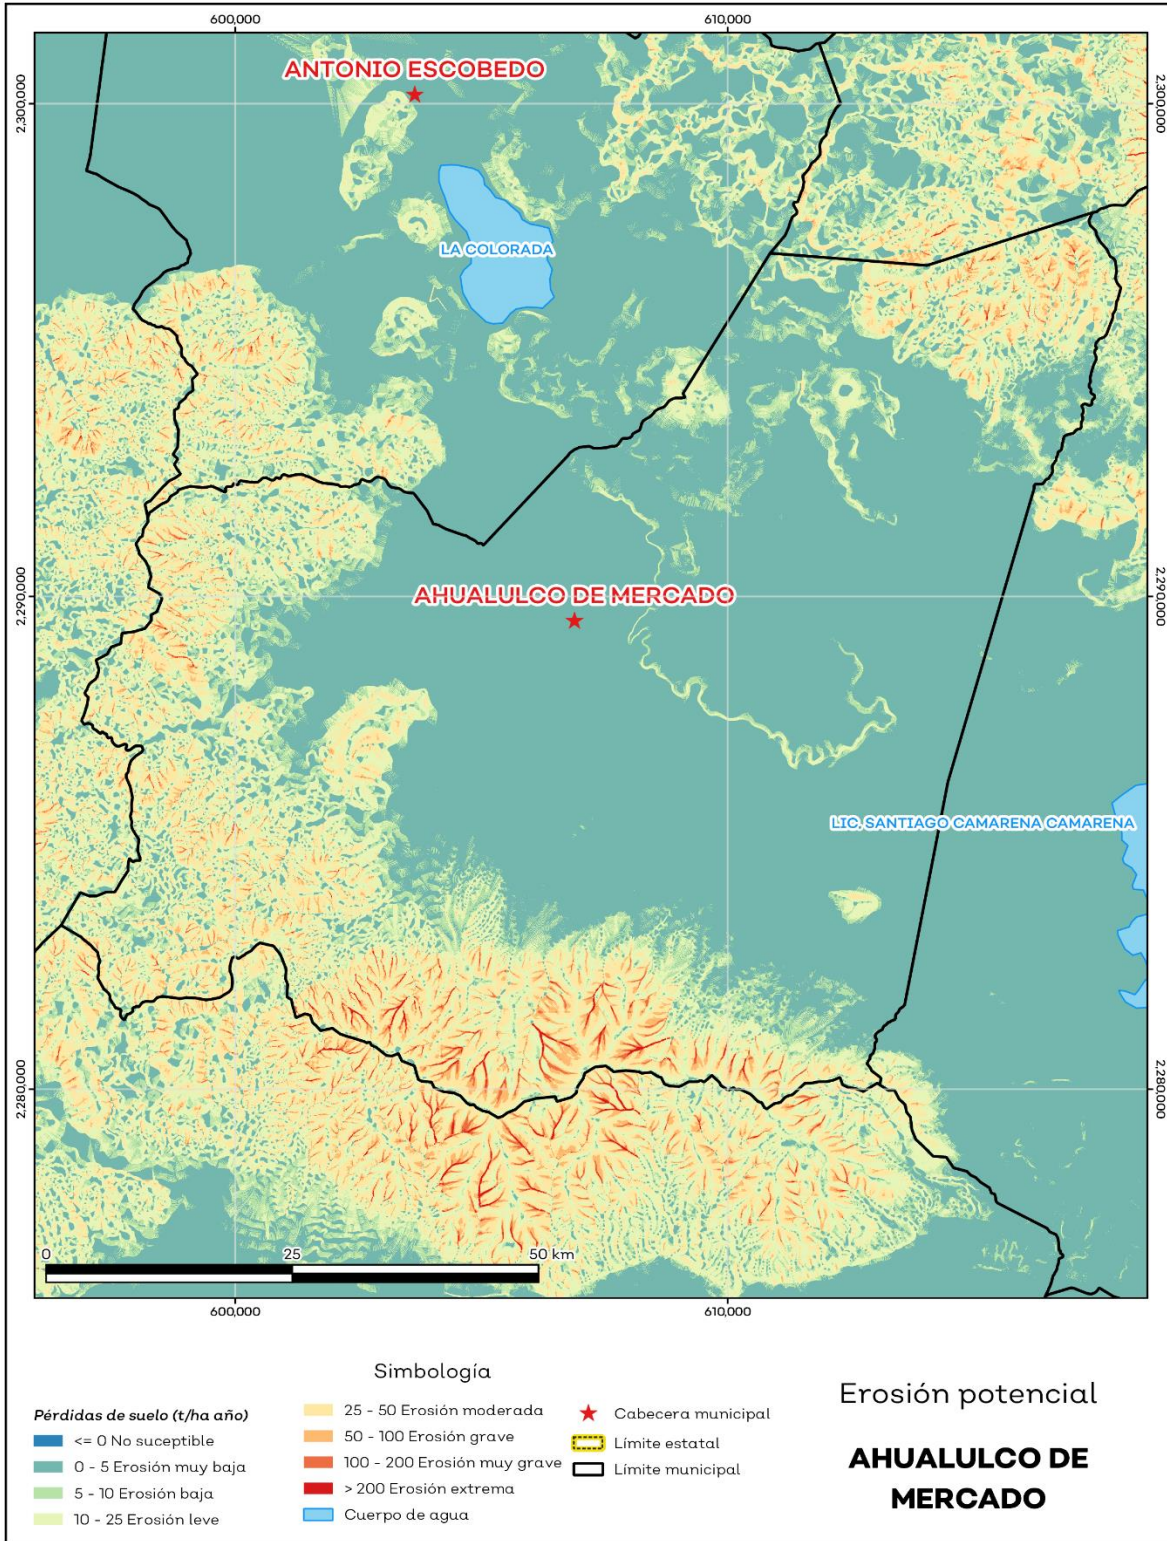 600,000
610,000
2.300,000
2.300,000
ANTONIO ESCOBEDO
LA COLORADA
2.290,000
2.290,000
AHUALULCO DE MERCADO
LIC. SANTIAGO CAMARENA CAMARENA
2.280,000
2.280,000
0
25
50 km
600,000
610,000
Simbología
Pérdidas de suelo (t/ha año)
<= 0 No suceptible
0 - 5 Erosión muy baja
5 - 10 Erosión baja
10 - 25 Erosión leve
25 - 50 Erosión moderada
50 - 100 Erosión grave
100 - 200 Erosión muy grave
> 200 Erosión extrema
Cuerpo de agua
Cabecera municipal
Límite estatal
Límite municipal
Erosión potencial
AHUALULCO DE
MERCADO